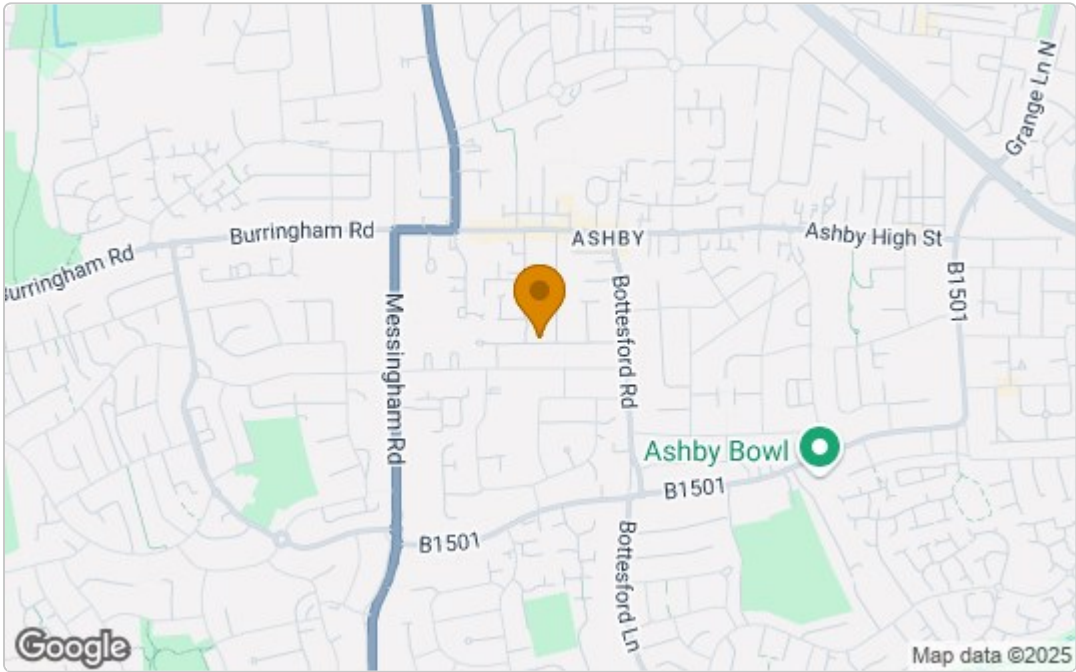 Grange Ln N
Burringham Rd
ASHBY
Ashby High St
Burringham Rd
B1501
Messingham Rd
Bottesford Rd
Ashby Bowl
B1501
B1501
Bottesford Ln
Google
Map data ©2025